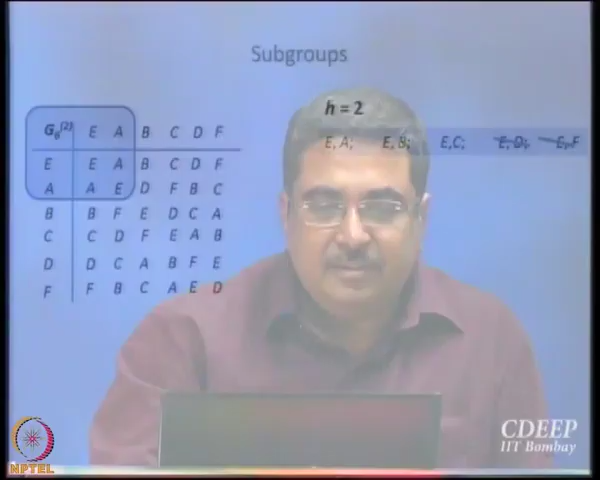 Subgroups
G₆⁽²⁾ E A B C D F
E E A B C D F
A A E D F B C
B B F E D C A
C C D F E A B
D D C A B F E
F F B C A E D
h = 2
E, A; E, B; E,C; E, D; E, F
CDEEP
IIT Bombay
NPTEL